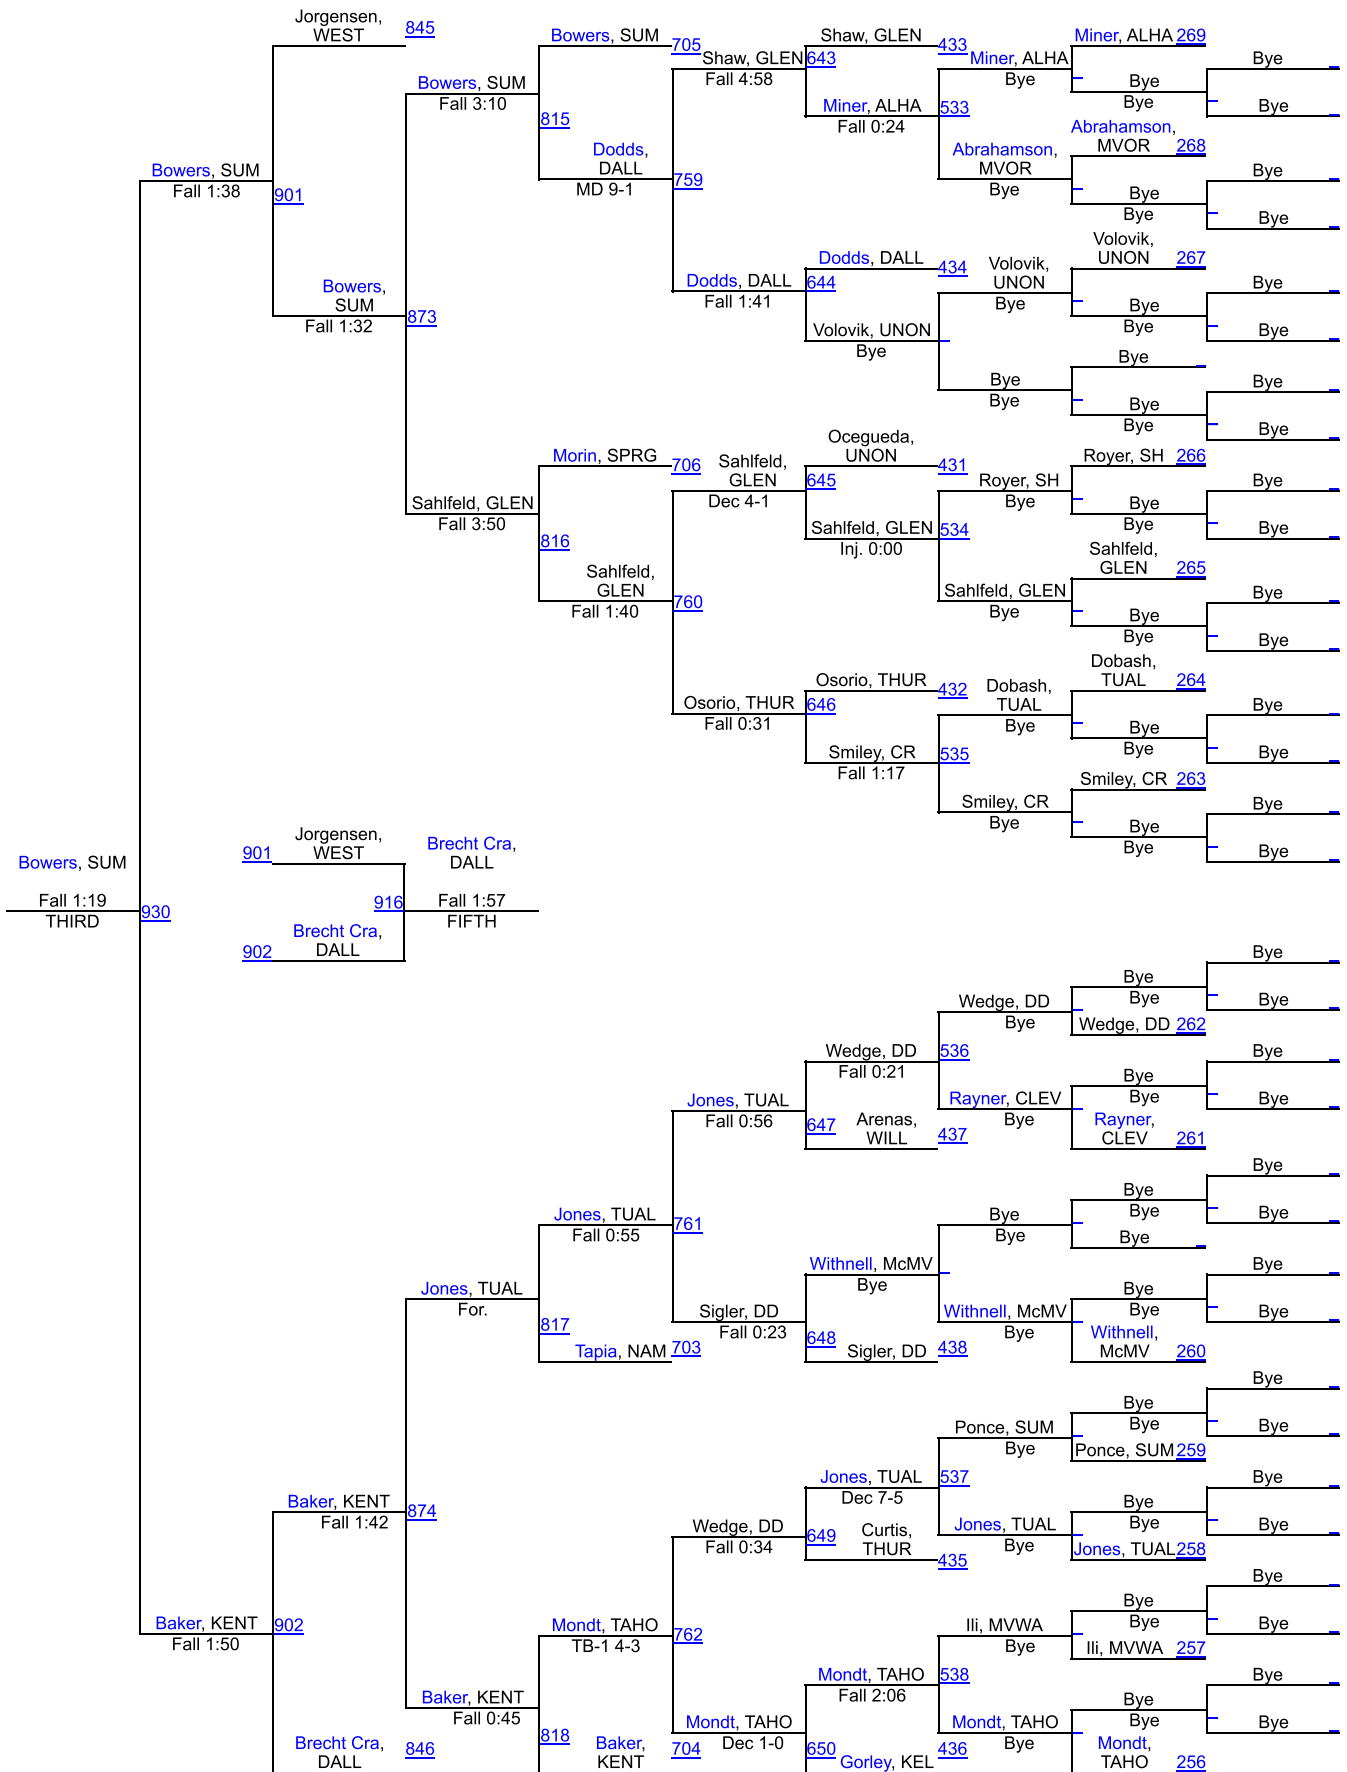 Jorgensen,
WEST 845
Bowers, SUM 705
Shaw, GLEN 433
Miner, ALHA 269
Shaw, GLEN 643
Fall 4:58
Miner, ALHA
Bye
Bye
Bowers, SUM
Fall 3:10
Bye
Bye
Bye
Miner, ALHA 533
Fall 0:24
815
Abrahamson,
MVOR 268
Dodds,
DALL
MD 9-1
Abrahamson,
MVOR
Bye
Bowers, SUM
Fall 1:38
759
Bye
901
Bye
Bye
Bye
Volovik,
UNON 267
Dodds, DALL 434
Volovik,
UNON
Bye
Dodds, DALL 644
Fall 1:41
Bye
Bowers,
SUM
Fall 1:32
873
Bye
Bye
Bye
Volovik, UNON
Bye
Bye
Bye
Bye
Bye
Bye
Bye
Bye
Ocegueda,
UNON 431
Morin, SPRG 706
Royer, SH 266
Sahlfeld,
GLEN 645
Dec 4-1
Royer, SH
Bye
Bye
Sahlfeld, GLEN
Fall 3:50
Bye
Bye
Bye
Sahlfeld, GLEN 534
Inj. 0:00
816
Sahlfeld,
GLEN 265
Sahlfeld,
GLEN
Fall 1:40
760
Sahlfeld, GLEN
Bye
Bye
Bye
Bye
Bye
Dobash,
TUAL 264
Osorio, THUR 432
Dobash,
TUAL
Bye
Osorio, THUR 646
Fall 0:31
Bye
Bye
Bye
Bye
Smiley, CR 535
Fall 1:17
Smiley, CR 263
Smiley, CR
Bye
Bye
Bye
Bye
Bye
Jorgensen,
901 WEST
Brecht Cra,
DALL
Bowers, SUM
Fall 1:19
THIRD
930
916
Fall 1:57
FIFTH
Brecht Cra,
902 DALL
Bye
Bye
Bye
Bye
Wedge, DD
Bye
Wedge, DD 262
Wedge, DD 536
Fall 0:21
Bye
Bye
Bye
Bye
Jones, TUAL
Fall 0:56
Rayner, CLEV
Bye
647
Arenas,
WILL 437
Rayner,
CLEV 261
Bye
Bye
Bye
Bye
Jones, TUAL 761
Fall 0:55
Bye
Bye
Bye
Withnell, McMV
Bye
Bye
Jones, TUAL
For.
Bye
Bye
Bye
Sigler, DD
Fall 0:23
Withnell, McMV
Bye
817
648
Tapia, NAM 703
Sigler, DD 438
Withnell,
McMV 260
Bye
Bye
Bye
Bye
Ponce, SUM
Bye
Ponce, SUM 259
Jones, TUAL 537
Dec 7-5
Bye
Baker, KENT
Fall 1:42
874
Bye
Bye
Bye
Wedge, DD
Fall 0:34
Jones, TUAL
Bye
649
Curtis,
THUR 435
Jones, TUAL 258
Bye
Bye
Bye
Bye
Baker, KENT 902
Fall 1:50
Mondt, TAHO 762
TB-1 4-3
Ili, MVWA
Bye
Ili, MVWA 257
Mondt, TAHO 538
Fall 2:06
Bye
Baker, KENT
Fall 0:45
Bye
Bye
Bye
Mondt, TAHO
Dec 1-0
Mondt, TAHO
Bye
818
Brecht Cra,
DALL 846
Baker,
KENT 704
650
Gorley, KEL 436
Mondt,
TAHO 256